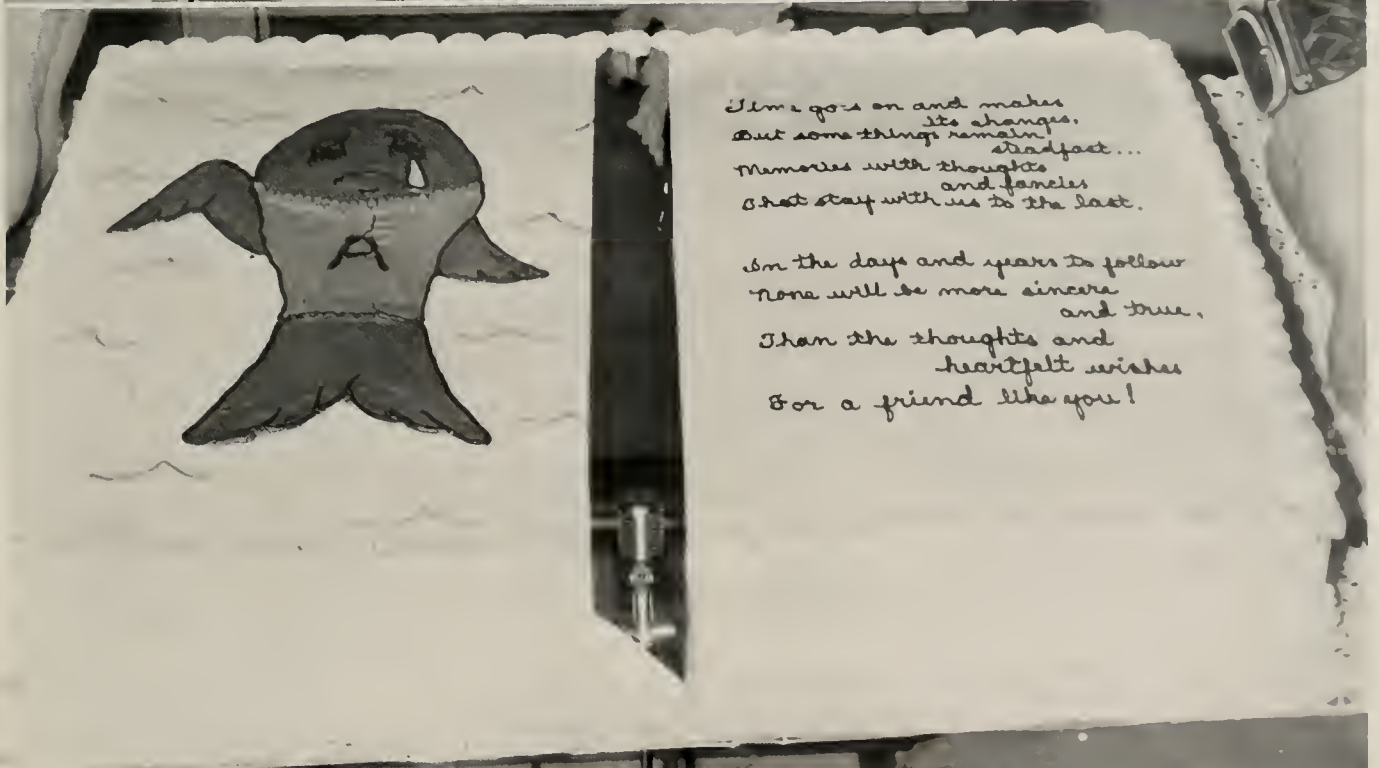 Time goes on and makes
its changes.
But some things remain
steadfast...
Memories with thoughts
and fancies
That stay with us to the last.
In the days and years to follow
None will be more sincere
and true,
Than the thoughts and
heartfelt wishes
For a friend like you!